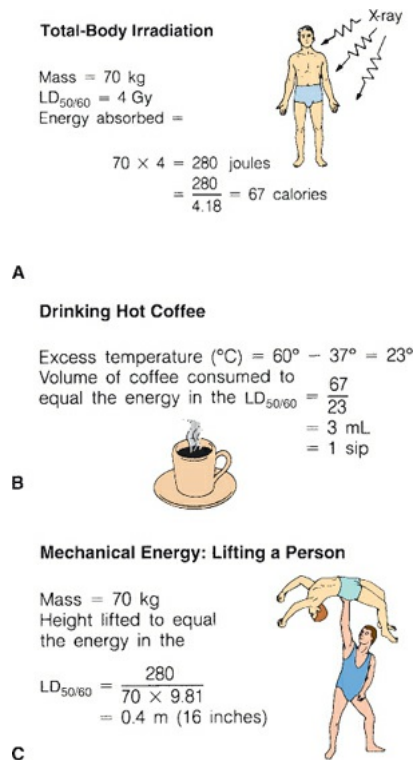 Total-Body Irradiation
X-ray
Mass = 70 kg
LD50/60 = 4 Gy
Energy absorbed =
70 × 4 = 280 joules
= 280/4.18 = 67 calories
A
Drinking Hot Coffee
Excess temperature (°C) = 60° − 37° = 23°
Volume of coffee consumed to
equal the energy in the LD50/60 = 67/23
= 3 mL
= 1 sip
B
Mechanical Energy: Lifting a Person
Mass = 70 kg
Height lifted to equal
the energy in the
LD50/60 = 280/70 × 9.81
= 0.4 m (16 inches)
C